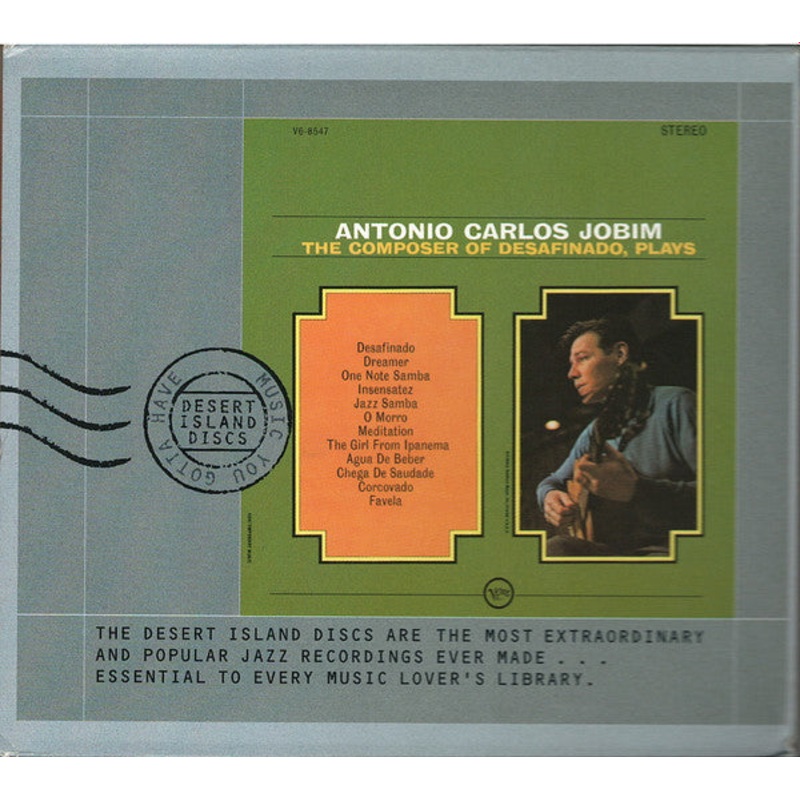 V6-8547 STEREO
ANTONIO CARLOS JOBIM
THE COMPOSER OF DESAFINADO, PLAYS
Desafinado
Dreamer
One Note Samba
Insensatez
Jazz Samba
O Morro
Meditation
The Girl From Ipanema
Agua De Beber
Chega De Saudade
Corcovado
Favela
HAVE MUSIC YOU GOTTA
DESERT
ISLAND
DISCS
Verve
THE DESERT ISLAND DISCS ARE THE MOST EXTRAORDINARY
AND POPULAR JAZZ RECORDINGS EVER MADE . . .
ESSENTIAL TO EVERY MUSIC LOVER'S LIBRARY.